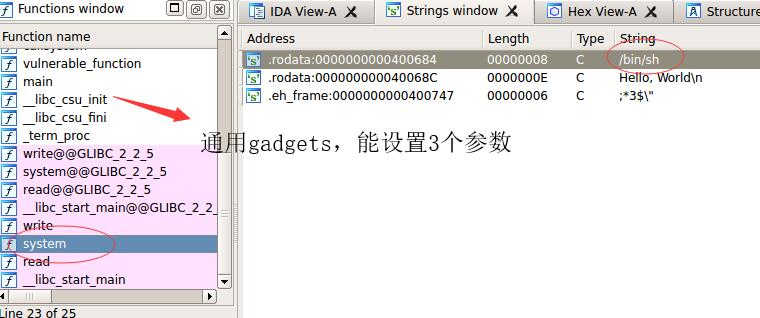 Functions window
IDA View-A
Strings window
Hex View-A
Structure
Function name
Address
Length
Type
String
vulnerable_function
main
__libc_csu_init
__libc_csu_fini
_term_proc
write@@GLIBC_2_2_5
system@@GLIBC_2_2_5
read@@GLIBC_2_2_5
__libc_start_main@@GLIBC_2_2_
write
system
read
__libc_start_main
.rodata:0000000000400684 00000008 C /bin/sh
.rodata:000000000040068C 0000000E C Hello, World\n
.eh_frame:0000000000400747 00000006 C ;*3$\"
通用gadgets，能设置3个参数
Line 23 of 25